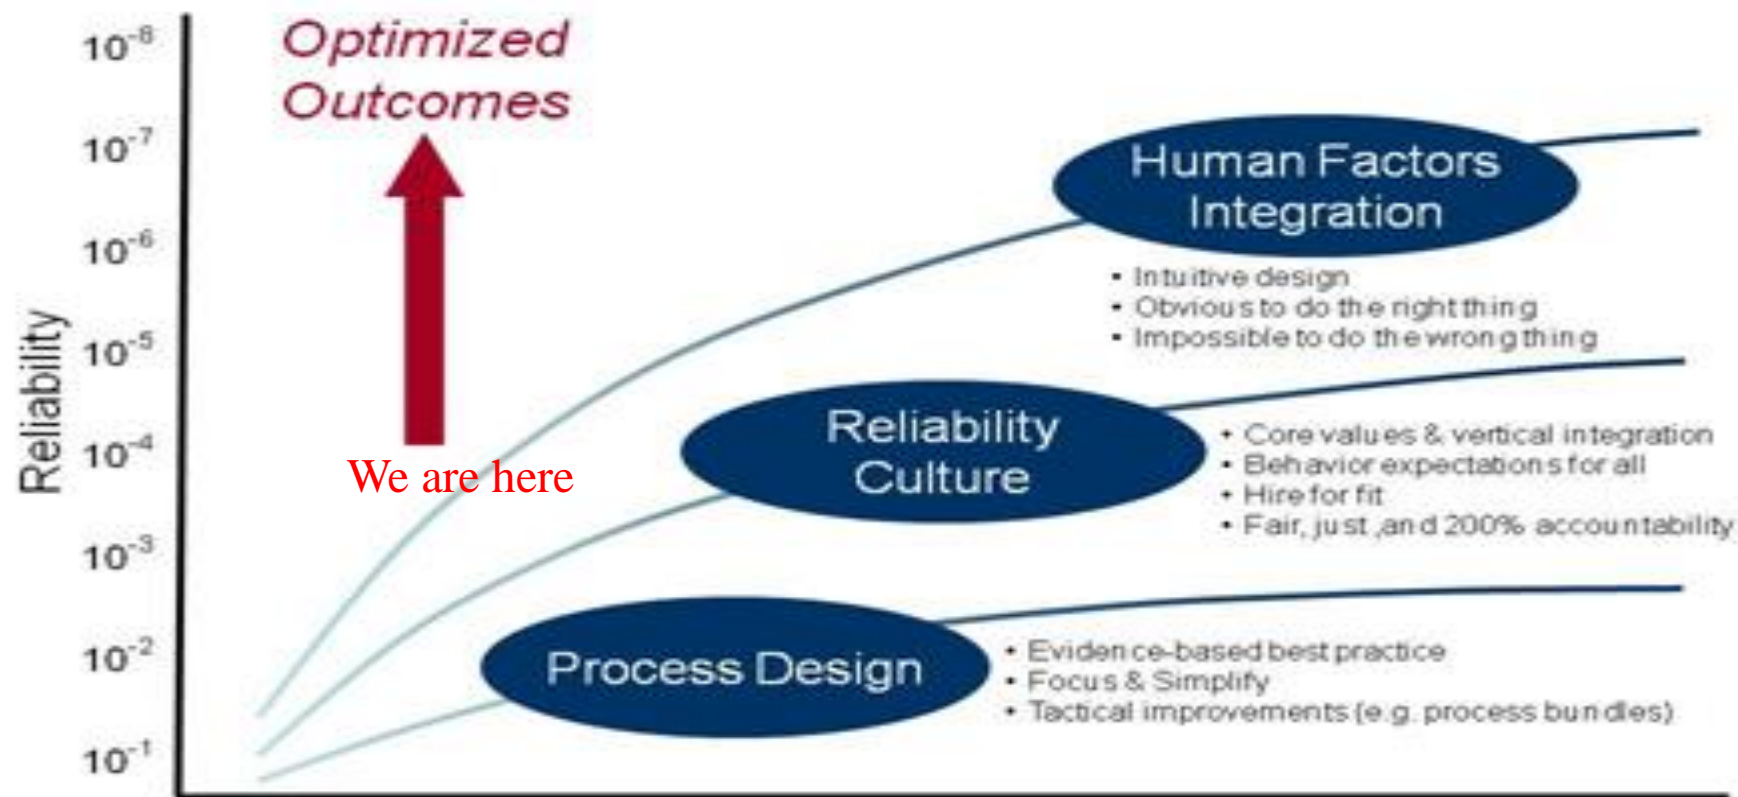 Optimized
Outcomes
We are here
Reliability
10⁻⁸
10⁻⁷
10⁻⁶
10⁻⁵
10⁻⁴
10⁻³
10⁻²
10⁻¹
Human Factors
Integration
• Intuitive design
• Obvious to do the right thing
• Impossible to do the wrong thing
Reliability
Culture
• Core values & vertical integration
• Behavior expectations for all
• Hire for fit
• Fair, just ,and 200% accountability
Process Design
• Evidence-based best practice
• Focus & Simplify
• Tactical improvements (e.g. process bundles)